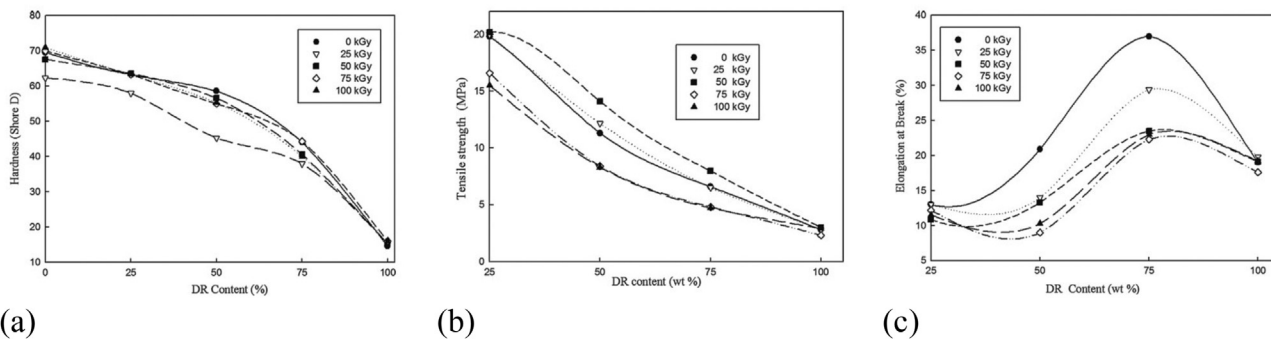 80
70
60
50
40
30
20
10
0
25
50
75
100
Hardness (Shore D)
DR Content (%)
0 kGy
25 kGy
50 kGy
75 kGy
100 kGy
(a)
20
15
10
5
0
25
50
75
100
Tensile strength (MPa)
DR content (wt %)
0 kGy
25 kGy
50 kGy
75 kGy
100 kGy
(b)
40
35
30
25
20
15
10
5
25
50
75
100
Elongation at Break (%)
DR Content (wt %)
0 kGy
25 kGy
50 kGy
75 kGy
100 kGy
(c)